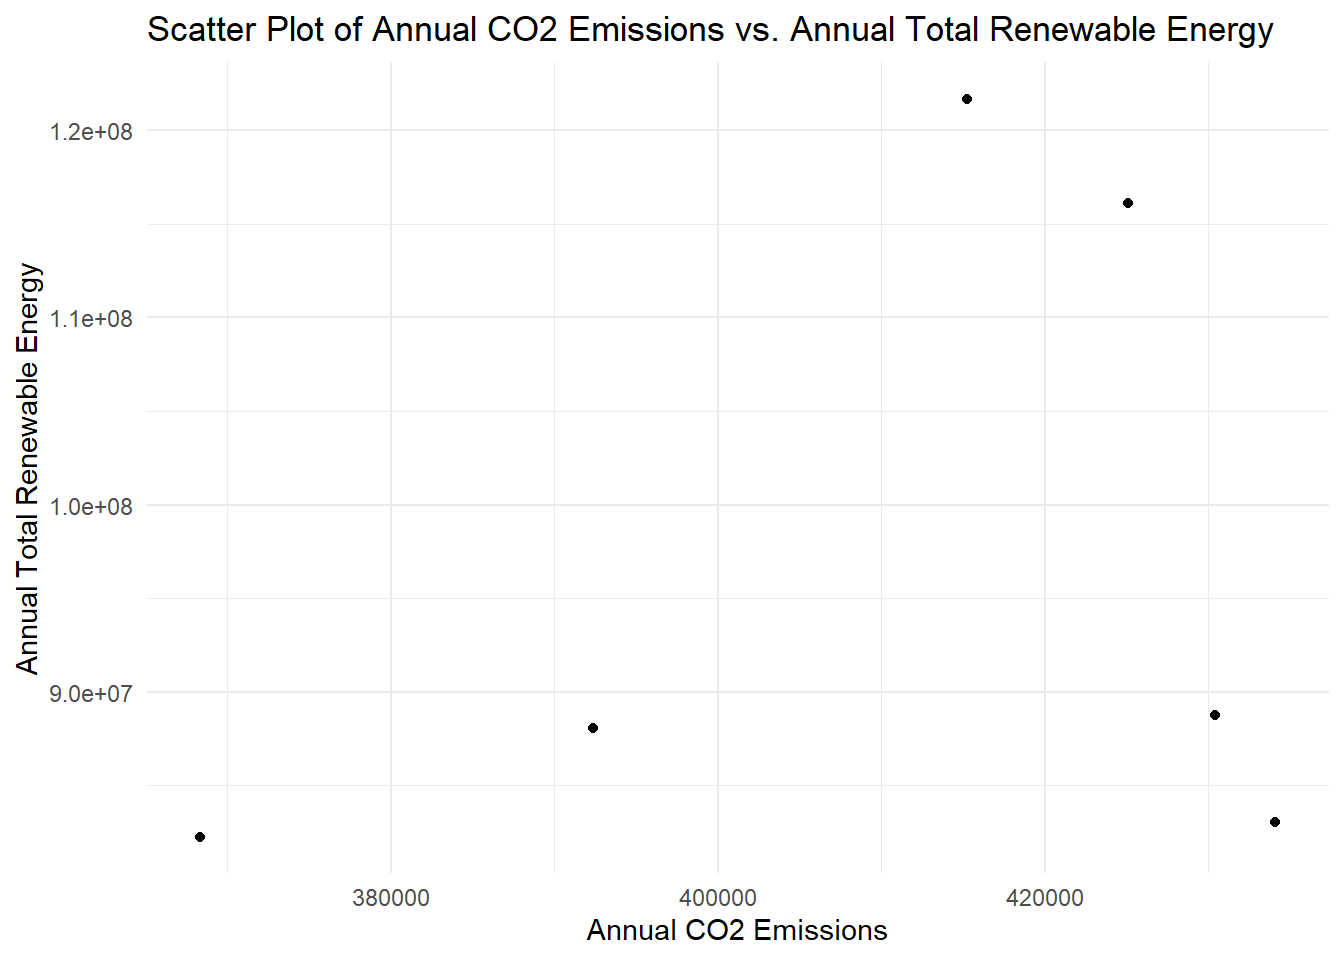 Scatter Plot of Annual CO2 Emissions vs. Annual Total Renewable Energy
Annual Total Renewable Energy
1.2e+08
1.1e+08
1.0e+08
9.0e+07
380000
400000
420000
Annual CO2 Emissions